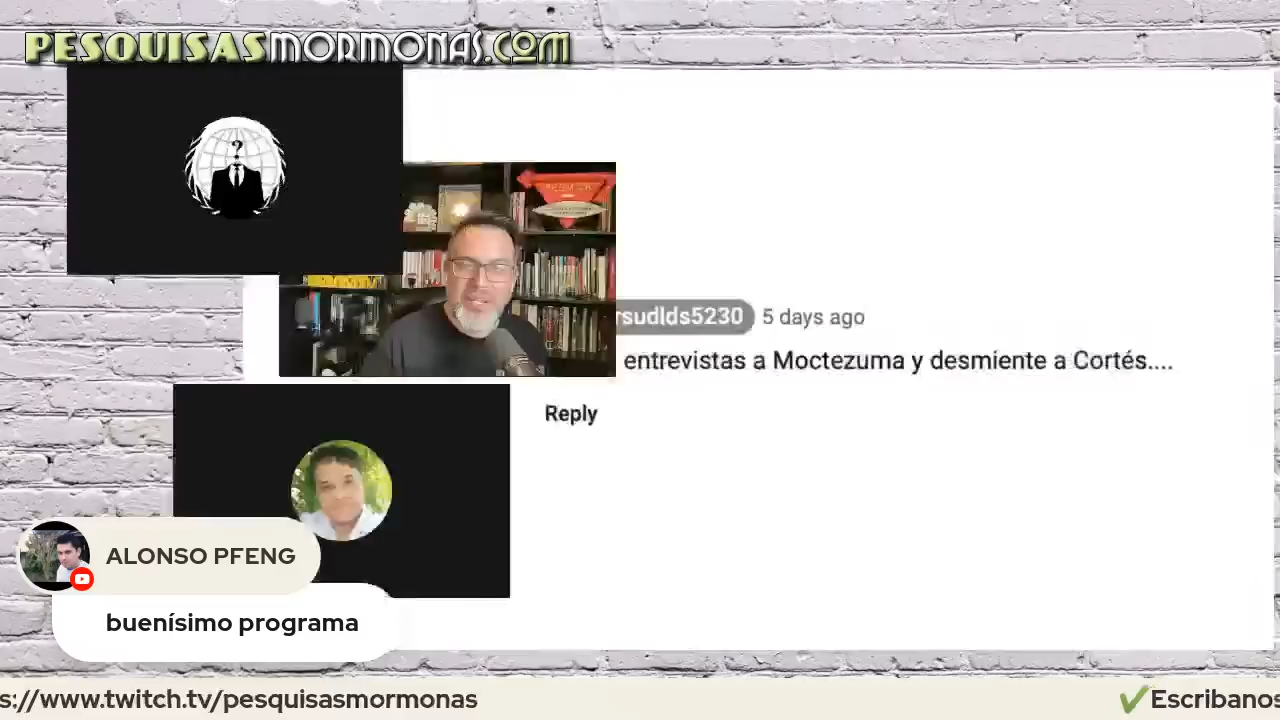 PESQUISASMORMONAS.COM
rsudlds5230 5 days ago
entrevistas a Moctezuma y desmiente a Cortés....
Reply
ALONSO PFENG
buenísimo programa
s://www.twitch.tv/pesquisasmormonas
✔Escribanos